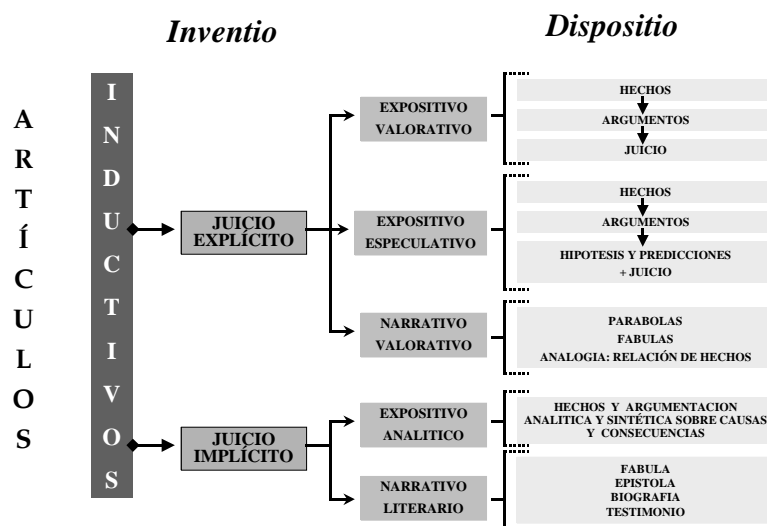 Inventio
Dispositio
ARTÍCULOS
INDUCTIVOS
JUICIO
EXPLÍCITO
EXPOSITIVO
VALORATIVO
HECHOS
ARGUMENTOS
JUICIO
EXPOSITIVO
ESPECULATIVO
HECHOS
ARGUMENTOS
HIPOTESIS Y PREDICCIONES
+ JUICIO
NARRATIVO
VALORATIVO
PARABOLAS
FABULAS
ANALOGIA: RELACIÓN DE HECHOS
JUICIO
IMPLÍCITO
EXPOSITIVO
ANALITICO
HECHOS Y ARGUMENTACION
ANALITICA Y SINTÉTICA SOBRE CAUSAS
Y CONSECUENCIAS
NARRATIVO
LITERARIO
FABULA
EPISTOLA
BIOGRAFIA
TESTIMONIO